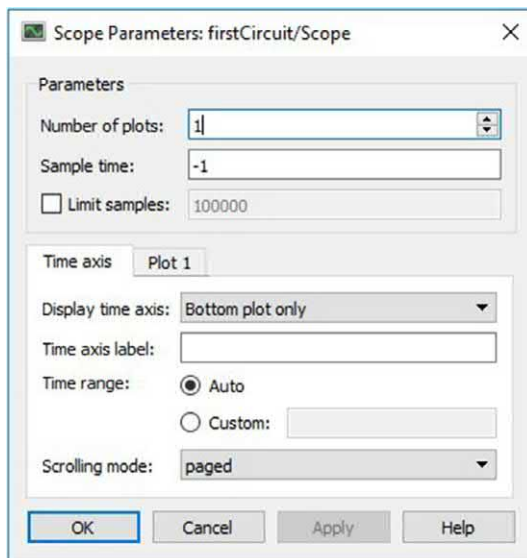 Scope Parameters: firstCircuit/Scope
Parameters
Number of plots: 1
Sample time: -1
Limit samples: 100000
Time axis Plot 1
Display time axis: Bottom plot only
Time axis label:
Time range: Auto
Custom:
Scrolling mode: paged
OK Cancel Apply Help